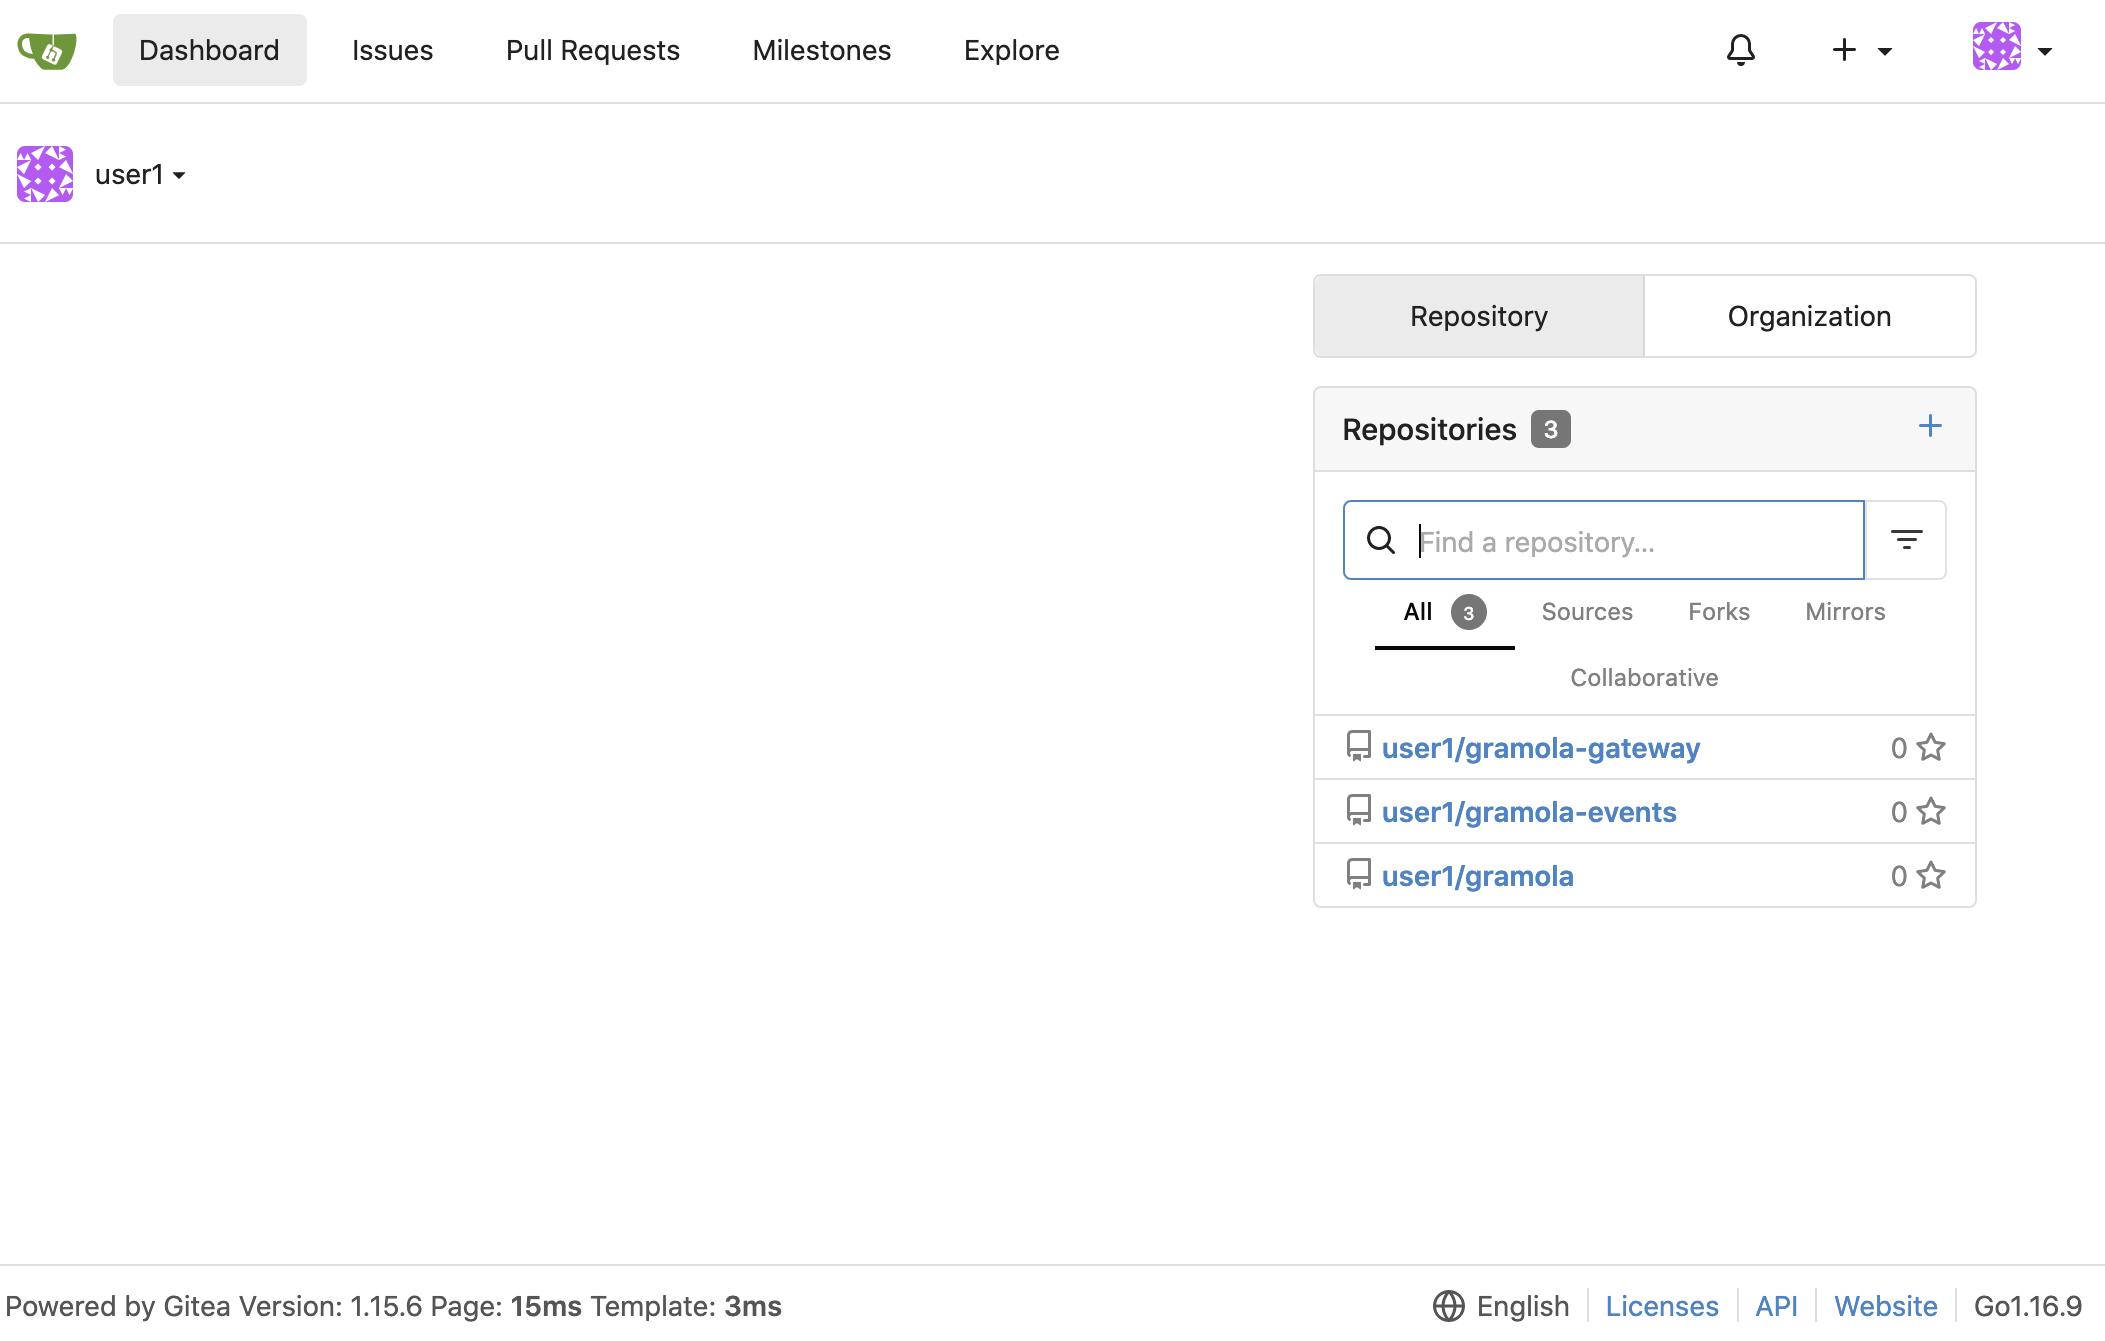 Dashboard Issues Pull Requests Milestones Explore
user1
Repository Organization
Repositories 3
Find a repository...
All 3 Sources Forks Mirrors
Collaborative
user1/gramola-gateway 0
user1/gramola-events 0
user1/gramola 0
Powered by Gitea Version: 1.15.6 Page: 15ms Template: 3ms English Licenses API Website Go1.16.9